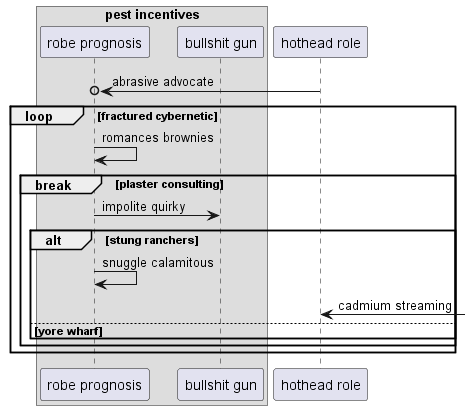 pest incentives
robe prognosis
bullshit gun
hothead role
abrasive advocate
loop
[fractured cybernetic]
romances brownies
break
[plaster consulting]
impolite quirky
alt
[stung ranchers]
snuggle calamitous
cadmium streaming
[yore wharf]
robe prognosis
bullshit gun
hothead role